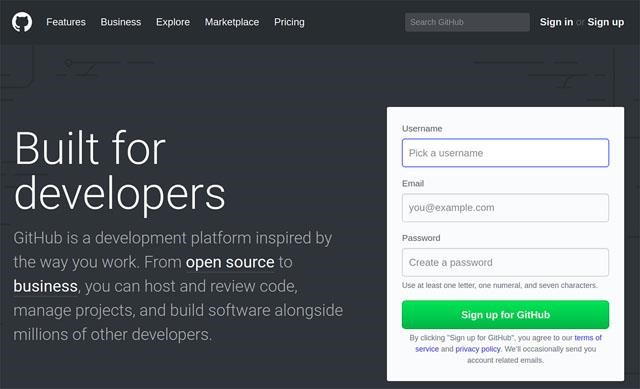 Features Business Explore Marketplace Pricing Search GitHub Sign in or Sign up
Built for
developers
GitHub is a development platform inspired by
the way you work. From open source to
business, you can host and review code,
manage projects, and build software alongside
millions of other developers.
Username
Pick a username
Email
you@example.com
Password
Create a password
Use at least one letter, one numeral, and seven characters.
Sign up for GitHub
By clicking "Sign up for GitHub", you agree to our terms of
service and privacy policy. We'll occasionally send you
account related emails.